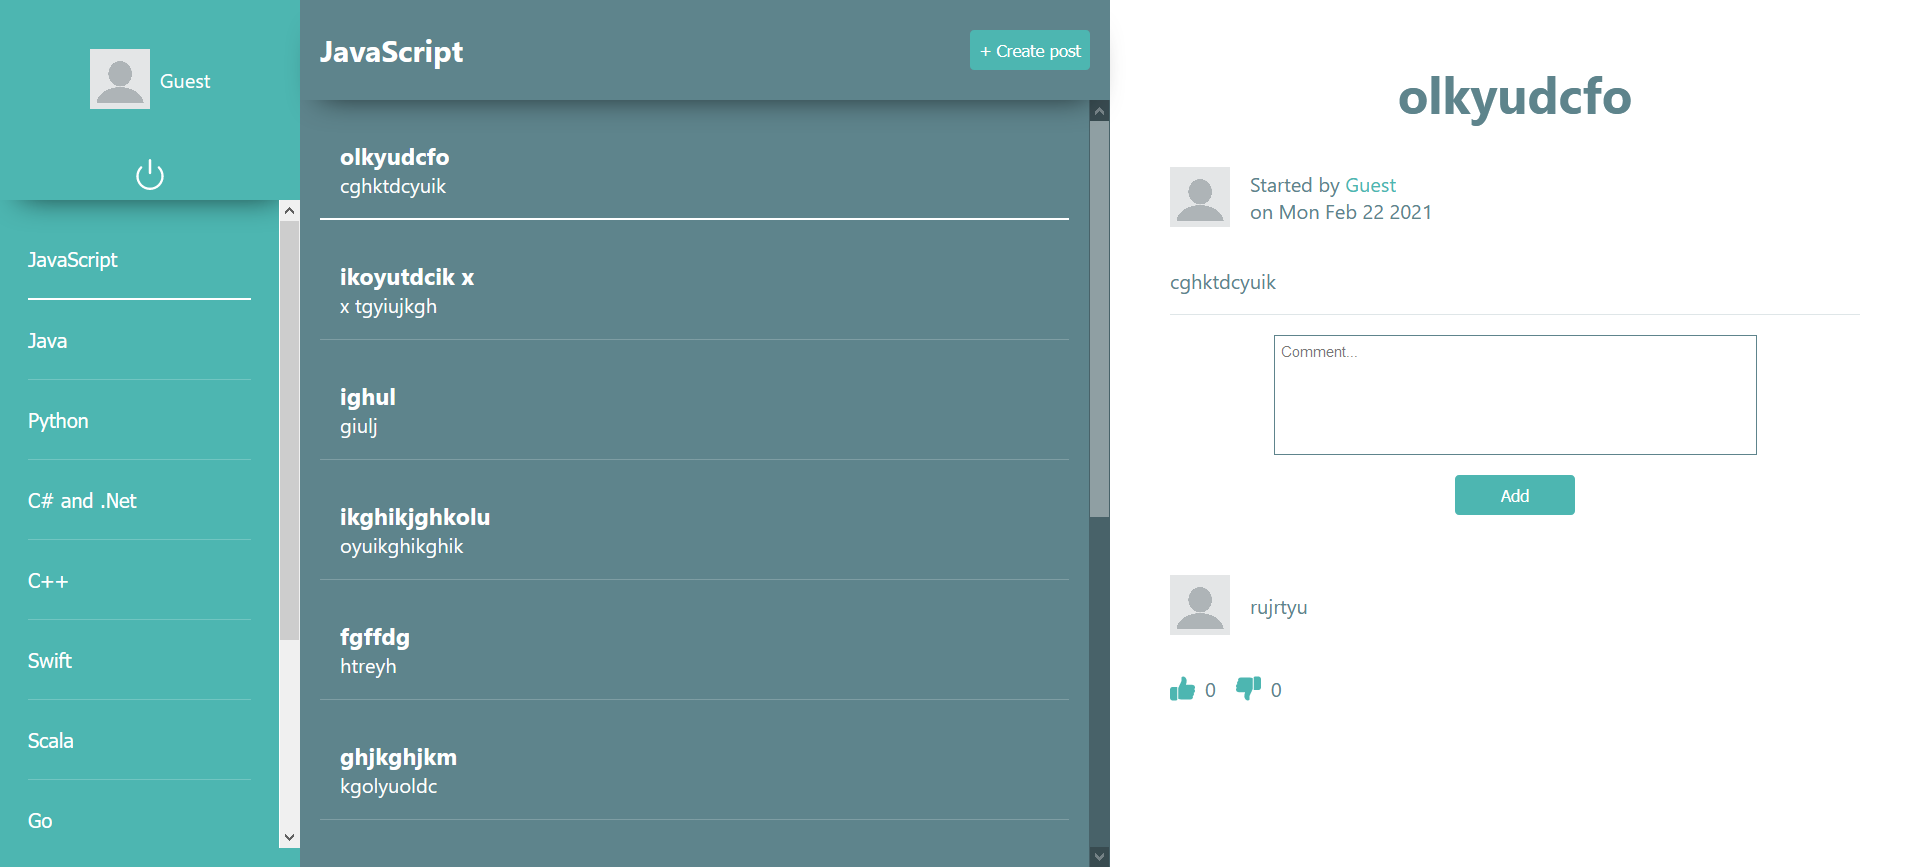 Guest
JavaScript
Java
Python
C# and .Net
C++
Swift
Scala
Go
JavaScript
+ Create post
olkyudcfo
cghktdcyuik
ikoyutdcik x
x tgyiujkgh
ighul
giulj
ikghikjghkolu
oyuikghikghik
fgffdg
htreyh
ghjkghjkm
kgolyuoldc
olkyudcfo
Started by Guest
on Mon Feb 22 2021
cghktdcyuik
Comment...
Add
rujrtyu
0 0